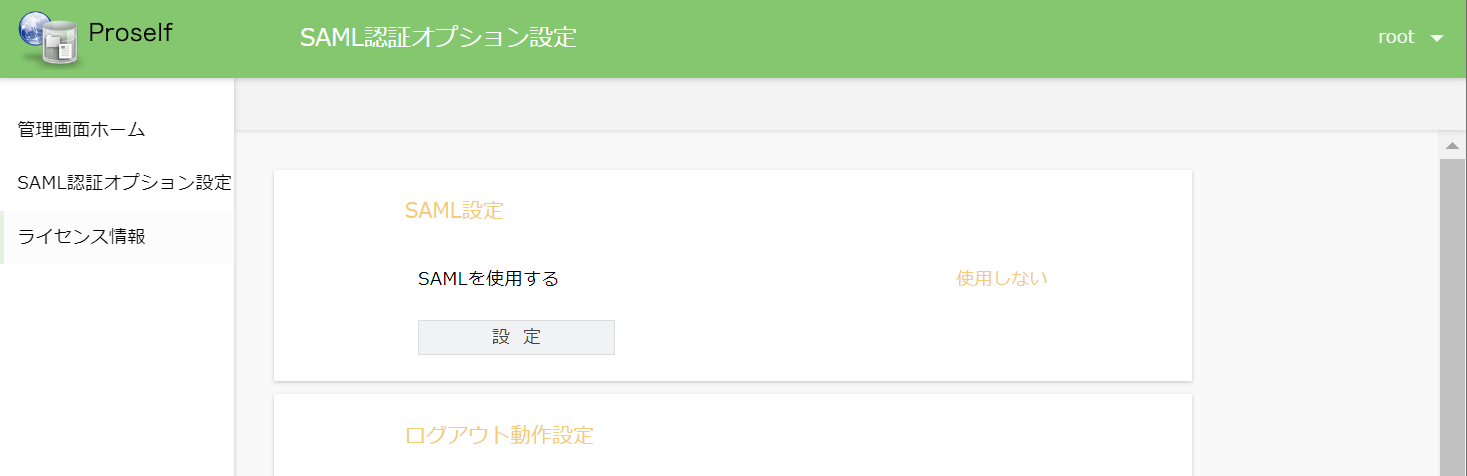 Proself
SAML認証オプション設定
root
管理画面ホーム
SAML認証オプション設定
ライセンス情報
SAML設定
SAMLを使用する
使用しない
設 定
ログアウト動作設定